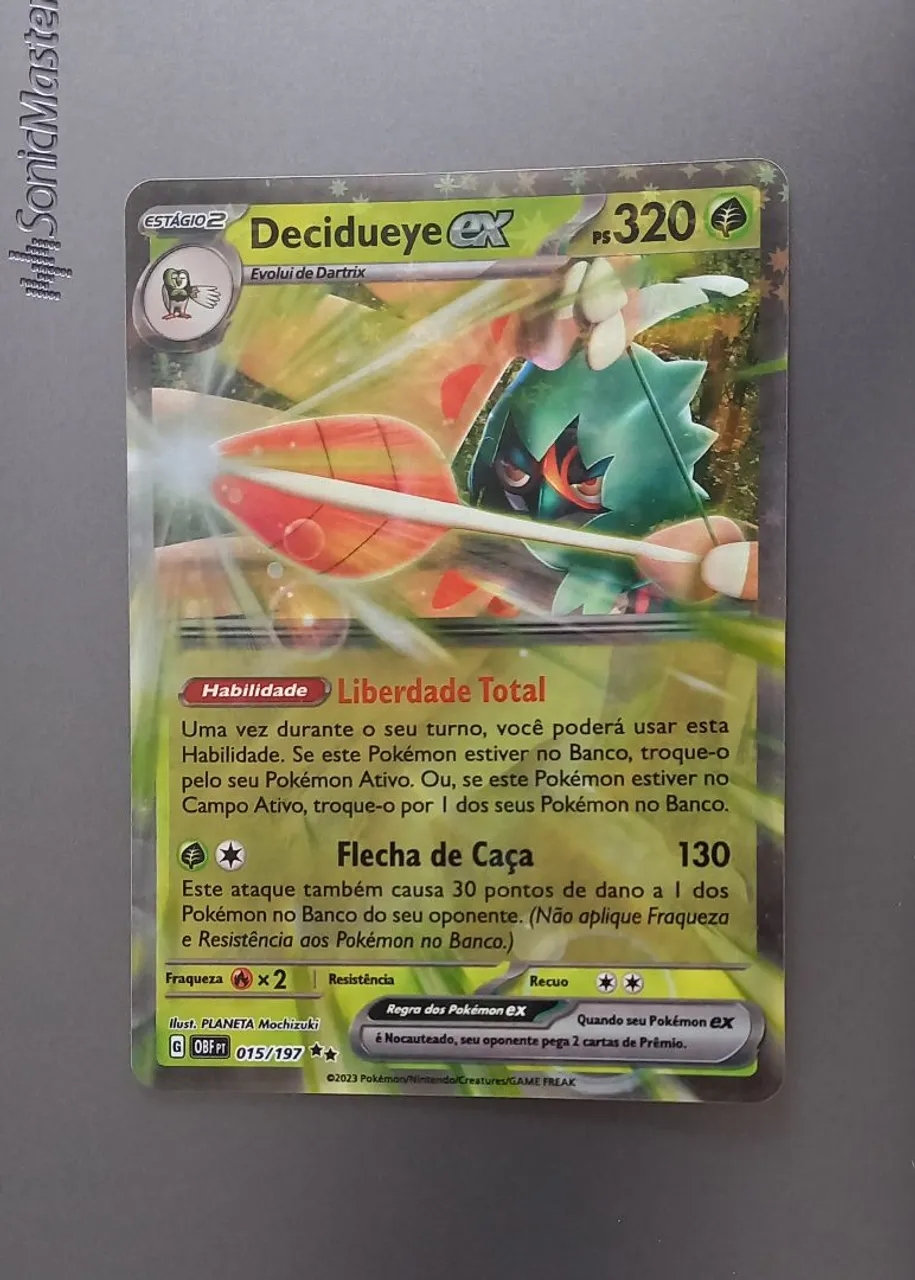 SonicMaster
ESTÁGIO 2
Decidueye ex
PS 320
Evolui de Dartrix
Habilidade Liberdade Total
Uma vez durante o seu turno, você poderá usar esta
Habilidade. Se este Pokémon estiver no Banco, troque-o
pelo seu Pokémon Ativo. Ou, se este Pokémon estiver no
Campo Ativo, troque-o por 1 dos seus Pokémon no Banco.
Flecha de Caça 130
Este ataque também causa 30 pontos de dano a 1 dos
Pokémon no Banco do seu oponente. (Não aplique Fraqueza
e Resistência aos Pokémon no Banco.)
Fraqueza x2 Resistência Recuo
Regra dos Pokémon ex Quando seu Pokémon ex
é Nocauteado, seu oponente pega 2 cartas de Prêmio.
Ilust. PLANETA Mochizuki
G OBF PT 015/197
©2023 Pokémon/Nintendo/Creatures/GAME FREAK